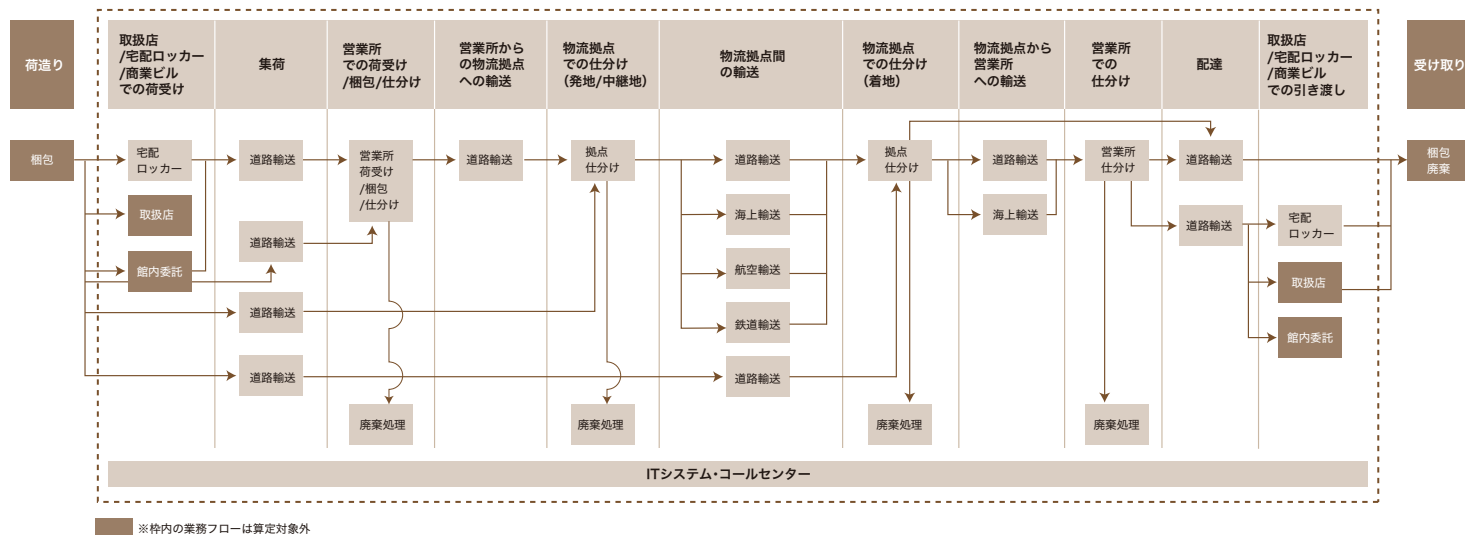 荷造り
取扱店
/宅配ロッカー
/商業ビル
での荷受け
集荷
営業所
での荷受け
/梱包/仕分け
営業所から
の物流拠点
への輸送
物流拠点
での仕分け
（発地/中継地）
物流拠点間
の輸送
物流拠点
での仕分け
（着地）
物流拠点から
営業所
への輸送
営業所
での
仕分け
配達
取扱店
/宅配ロッカー
/商業ビル
での引き渡し
受け取り
梱包
宅配
ロッカー
道路輸送
営業所
荷受け
/梱包
/仕分け
道路輸送
拠点
仕分け
道路輸送
拠点
仕分け
道路輸送
営業所
仕分け
道路輸送
梱包
廃棄
取扱店
海上輸送
海上輸送
道路輸送
宅配
ロッカー
道路輸送
館内委託
航空輸送
取扱店
道路輸送
鉄道輸送
館内委託
道路輸送
道路輸送
廃棄処理
廃棄処理
廃棄処理
廃棄処理
ITシステム・コールセンター
※枠内の業務フローは算定対象外